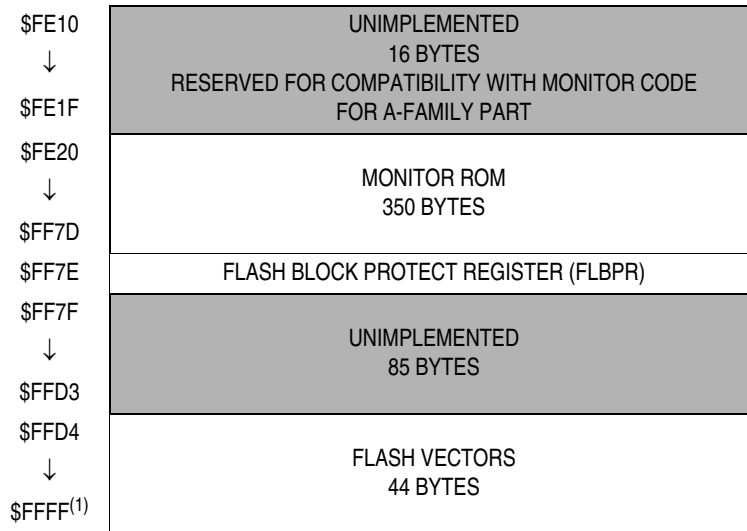 $FE10
↓
$FE1F
UNIMPLEMENTED
16 BYTES
RESERVED FOR COMPATIBILITY WITH MONITOR CODE
FOR A-FAMILY PART
$FE20
↓
$FF7D
MONITOR ROM
350 BYTES
$FF7E
FLASH BLOCK PROTECT REGISTER (FLBPR)
$FF7F
↓
$FFD3
UNIMPLEMENTED
85 BYTES
$FFD4
↓
$FFFF(1)
FLASH VECTORS
44 BYTES